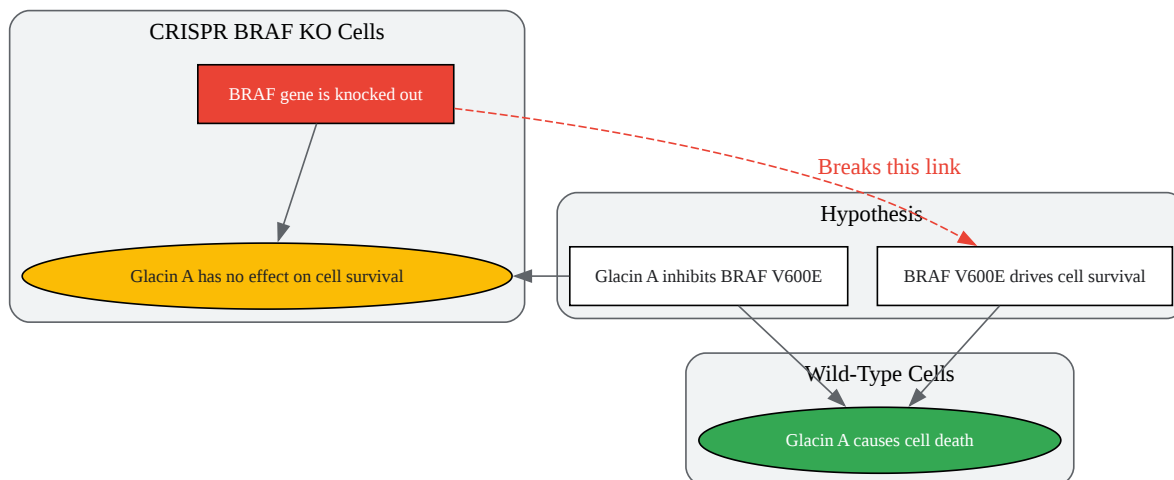 CRISPR BRAF KO Cells
BRAF gene is knocked out
Breaks this link
Hypothesis
Glacin A has no effect on cell survival
Glacin A inhibits BRAF V600E
BRAF V600E drives cell survival
Wild-Type Cells
Glacin A causes cell death